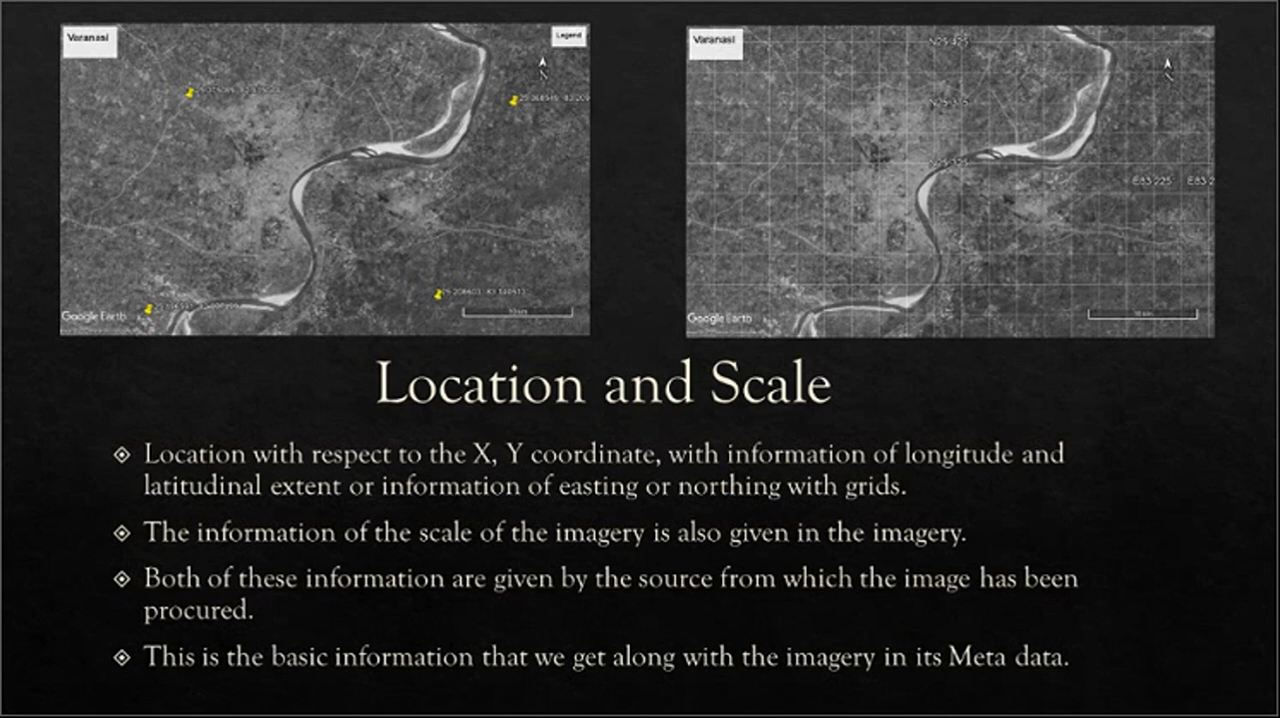 Varanasi
Legend
Google Earth
Varanasi
E83 225
Google Earth
Location and Scale
Location with respect to the X, Y coordinate, with information of longitude and
latitudinal extent or information of easting or northing with grids.
The information of the scale of the imagery is also given in the imagery.
Both of these information are given by the source from which the image has been
procured.
This is the basic information that we get along with the imagery in its Meta data.